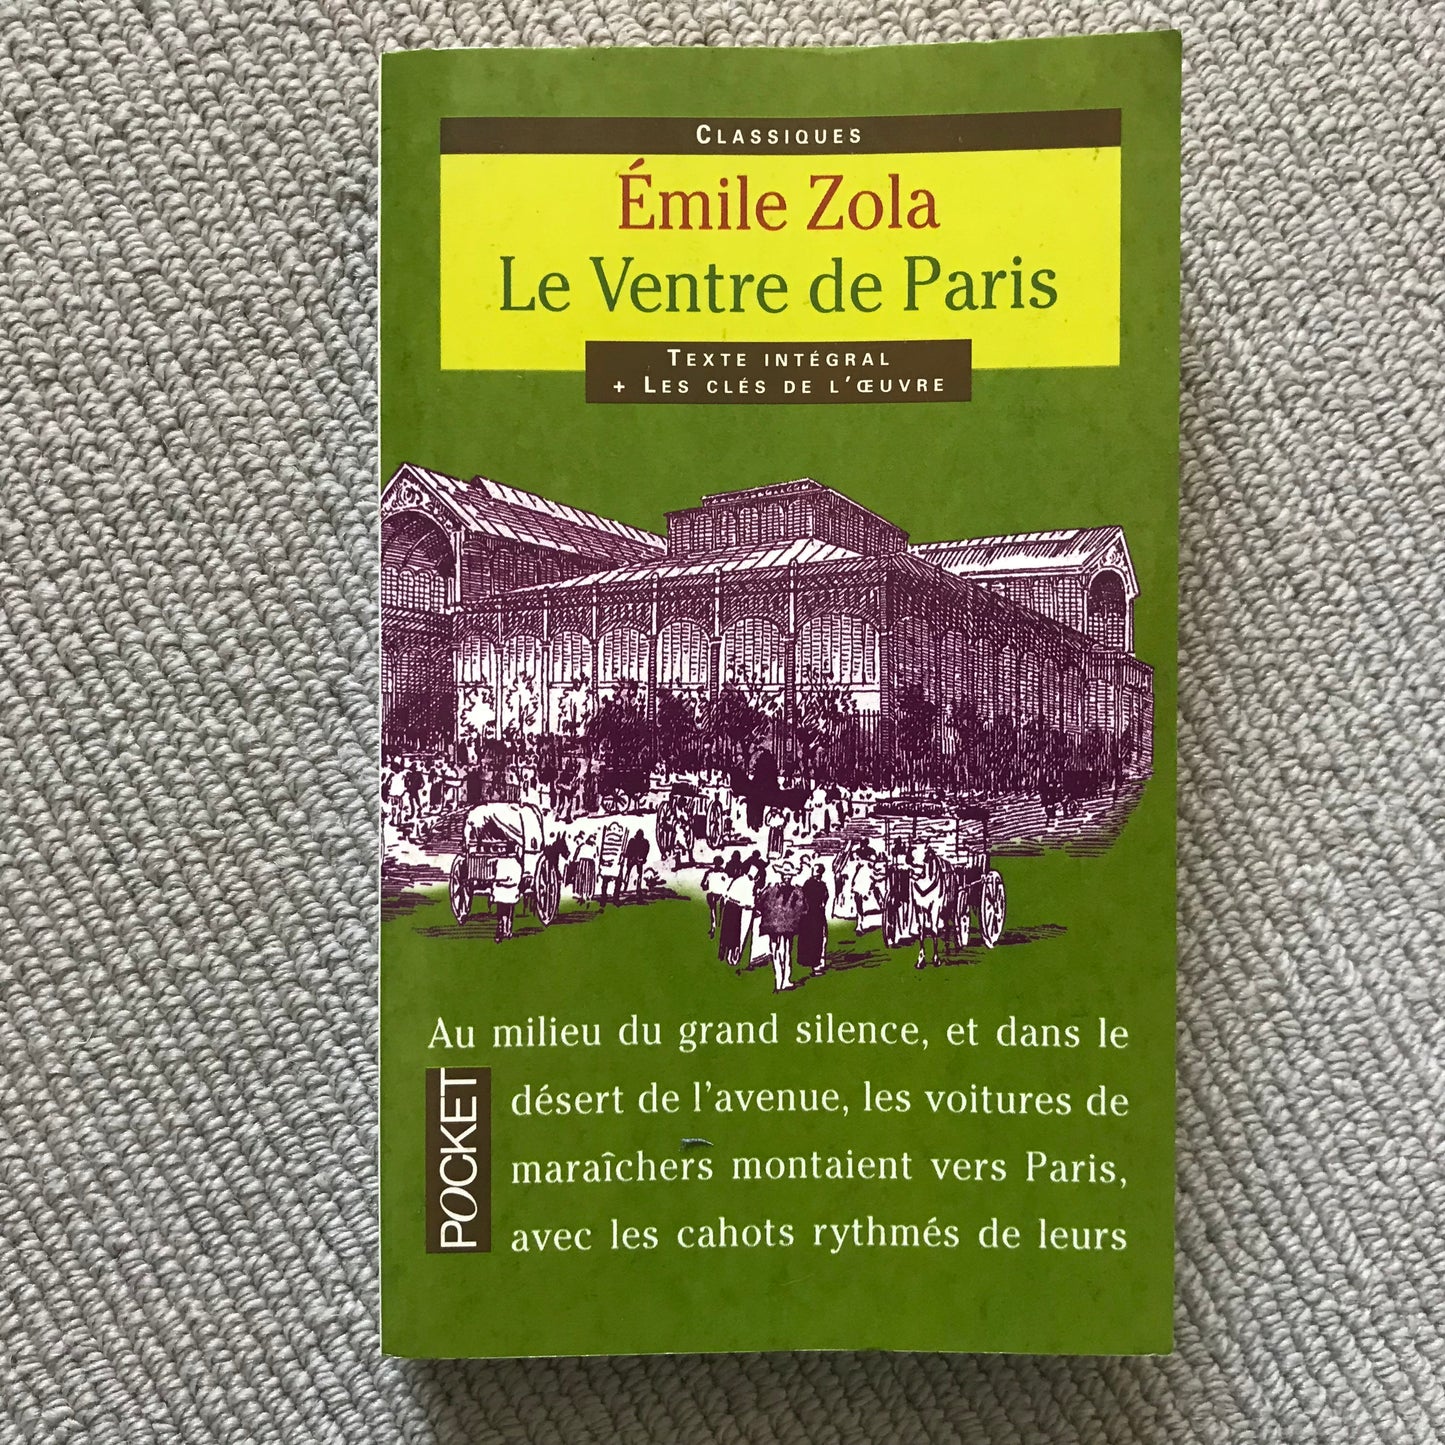 CLASSIQUES
Émile Zola
Le Ventre de Paris
TEXTE INTÉGRAL
+ LES CLÉS DE L'ŒUVRE
Au milieu du grand silence, et dans le
désert de l'avenue, les voitures de
maraîchers montaient vers Paris,
avec les cahots rythmés de leurs
POCKET